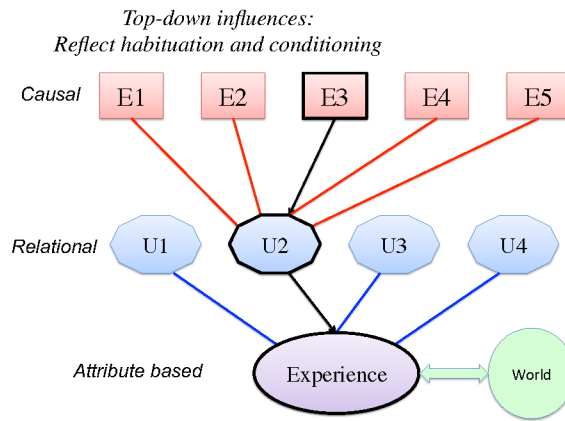 Top-down influences:
Reflect habituation and conditioning
Causal E1 E2 E3 E4 E5
Relational U1 U2 U3 U4
Attribute based Experience World